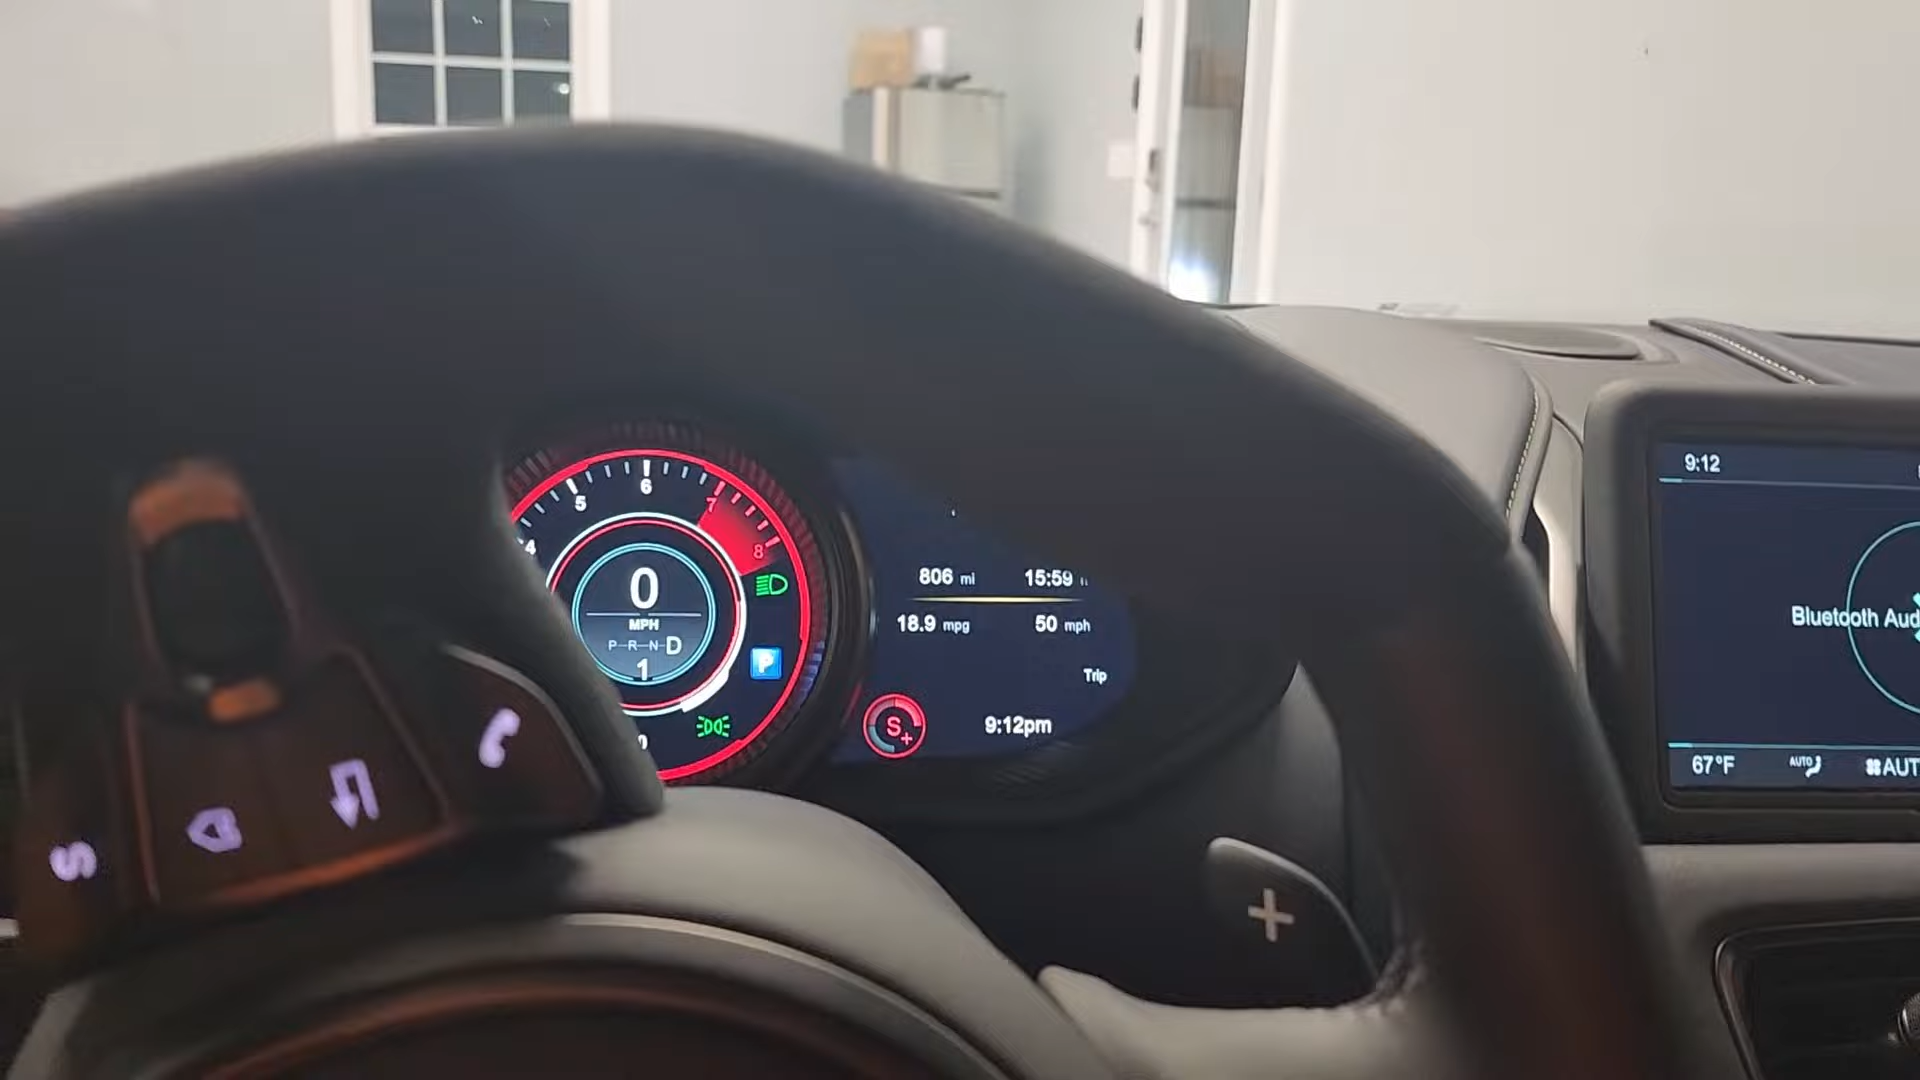 5
6
7
4
8
0
MPH
P-R-N-D
1
P
0
806 mi 15:59
18.9 mpg 50 mph
Trip
S+
9:12pm
S
9:12
Bluetooth Aud
67°F AUTO AUT
+